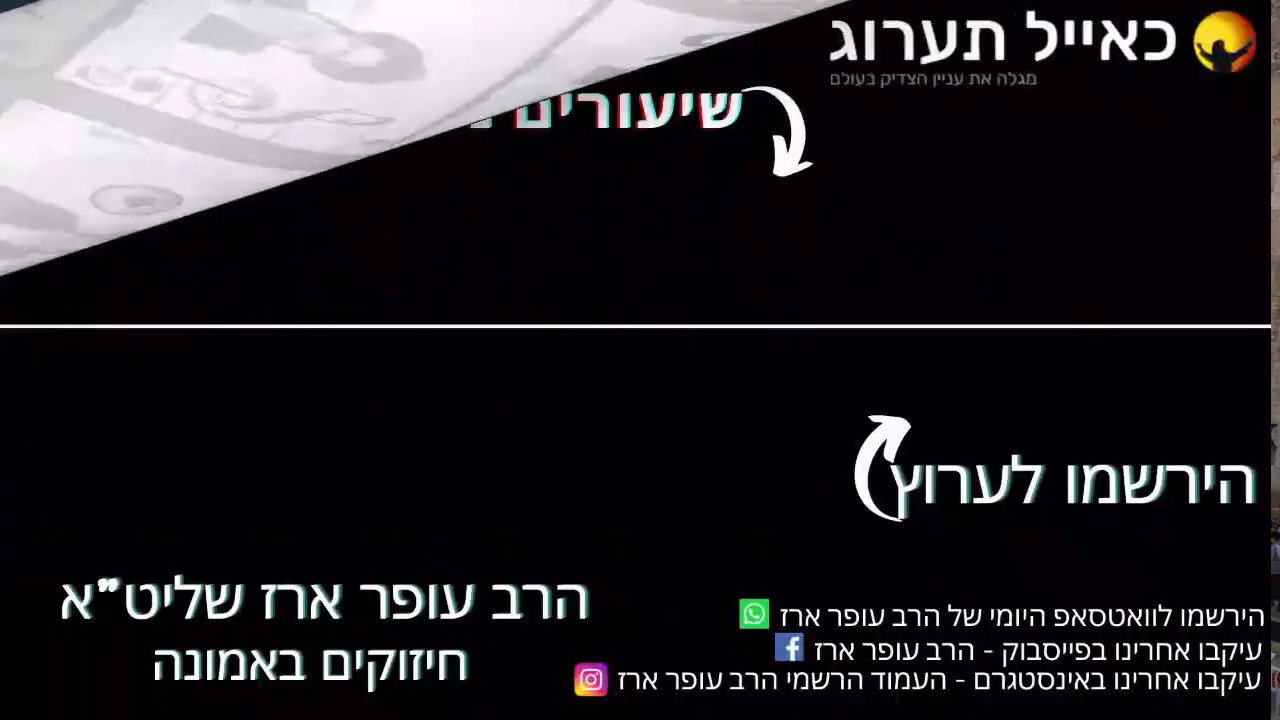 כאייל תערוג
מגלה את עניין הצדיק בעולם
שיעורים
הירשמו לערוץ
הרב עופר ארז שליט"א
חיזוקים באמונה
הירשמו לוואטסאפ היומי של הרב עופר ארז
עיקבו אחרינו בפייסבוק - הרב עופר ארז
עיקבו אחרינו באינסטגרם - העמוד הרשמי הרב עופר ארז